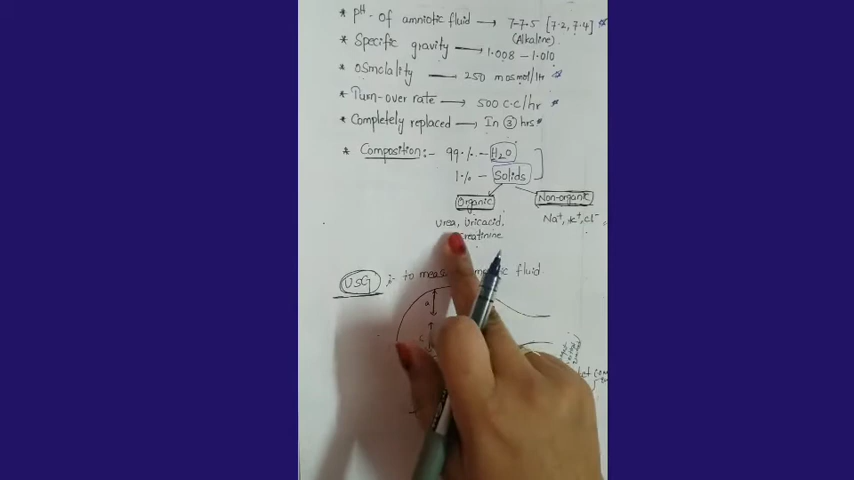 * pH - of amniotic fluid → 7-7.5 [7.2, 7.4] *
(Alkaline)
* Specific gravity → 1.008 - 1.010
* Osmolality → 250 mosmol/ltr *
* Turn-over rate → 500 c.c/hr *
* Completely replaced → In ③ hrs *
* Composition:- 99% - H₂O
1% - Solids
Organic Non-organic
Urea, Uricacid, Na⁺, K⁺, Cl⁻
creatinine
USG :- to fluid
a
c